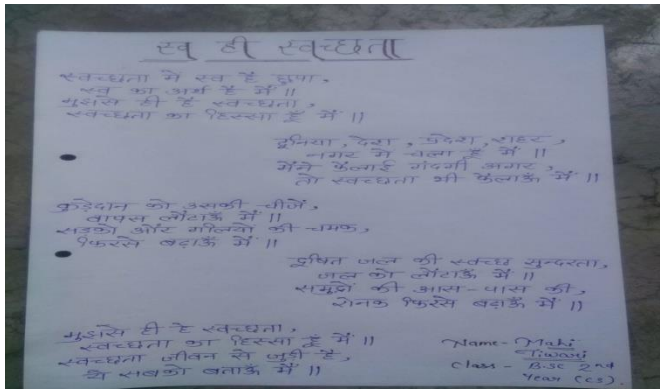 स्व ही स्वच्छता
स्वच्छता मे स्व है छुपा,
स्व का अर्थ है मैं ||
मुझसे ही है स्वच्छता,
स्वच्छता का हिस्सा हूँ मैं ||
दुनिया, देश, प्रदेश, शहर,
नगर मे चला हूँ मैं ||
मैंने फैलाई गंदगी अगर,
तो स्वच्छता भी फैलाऊँ मैं ||
कूड़ेदान को उसकी चीजें,
वापस लौटाऊँ मैं ||
सड़को और गलियो की चमक,
फिरसे बढ़ाऊँ मैं ||
दूषित जल की स्वच्छ सुन्दरता,
जल को लौटाऊँ मैं ||
समुद्रो की आस-पास की,
रोनक फिरसे बढ़ाऊँ मैं ||
मुझसे ही है स्वच्छता,
स्वच्छता का हिस्सा हूँ मैं ||
स्वच्छता जीवन से जुड़ी है,
ये सबको बताऊँ मैं ||
Name- Mahi
Tiwari
Class - B.SC 2nd
Year (CS).